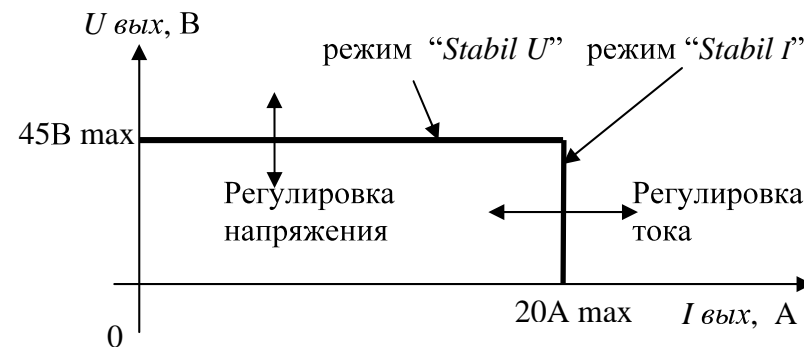 U вых, В
режим “Stabil U” режим “Stabil I”
45В max
Регулировка
напряжения
Регулировка
тока
20А max
I вых, А
0